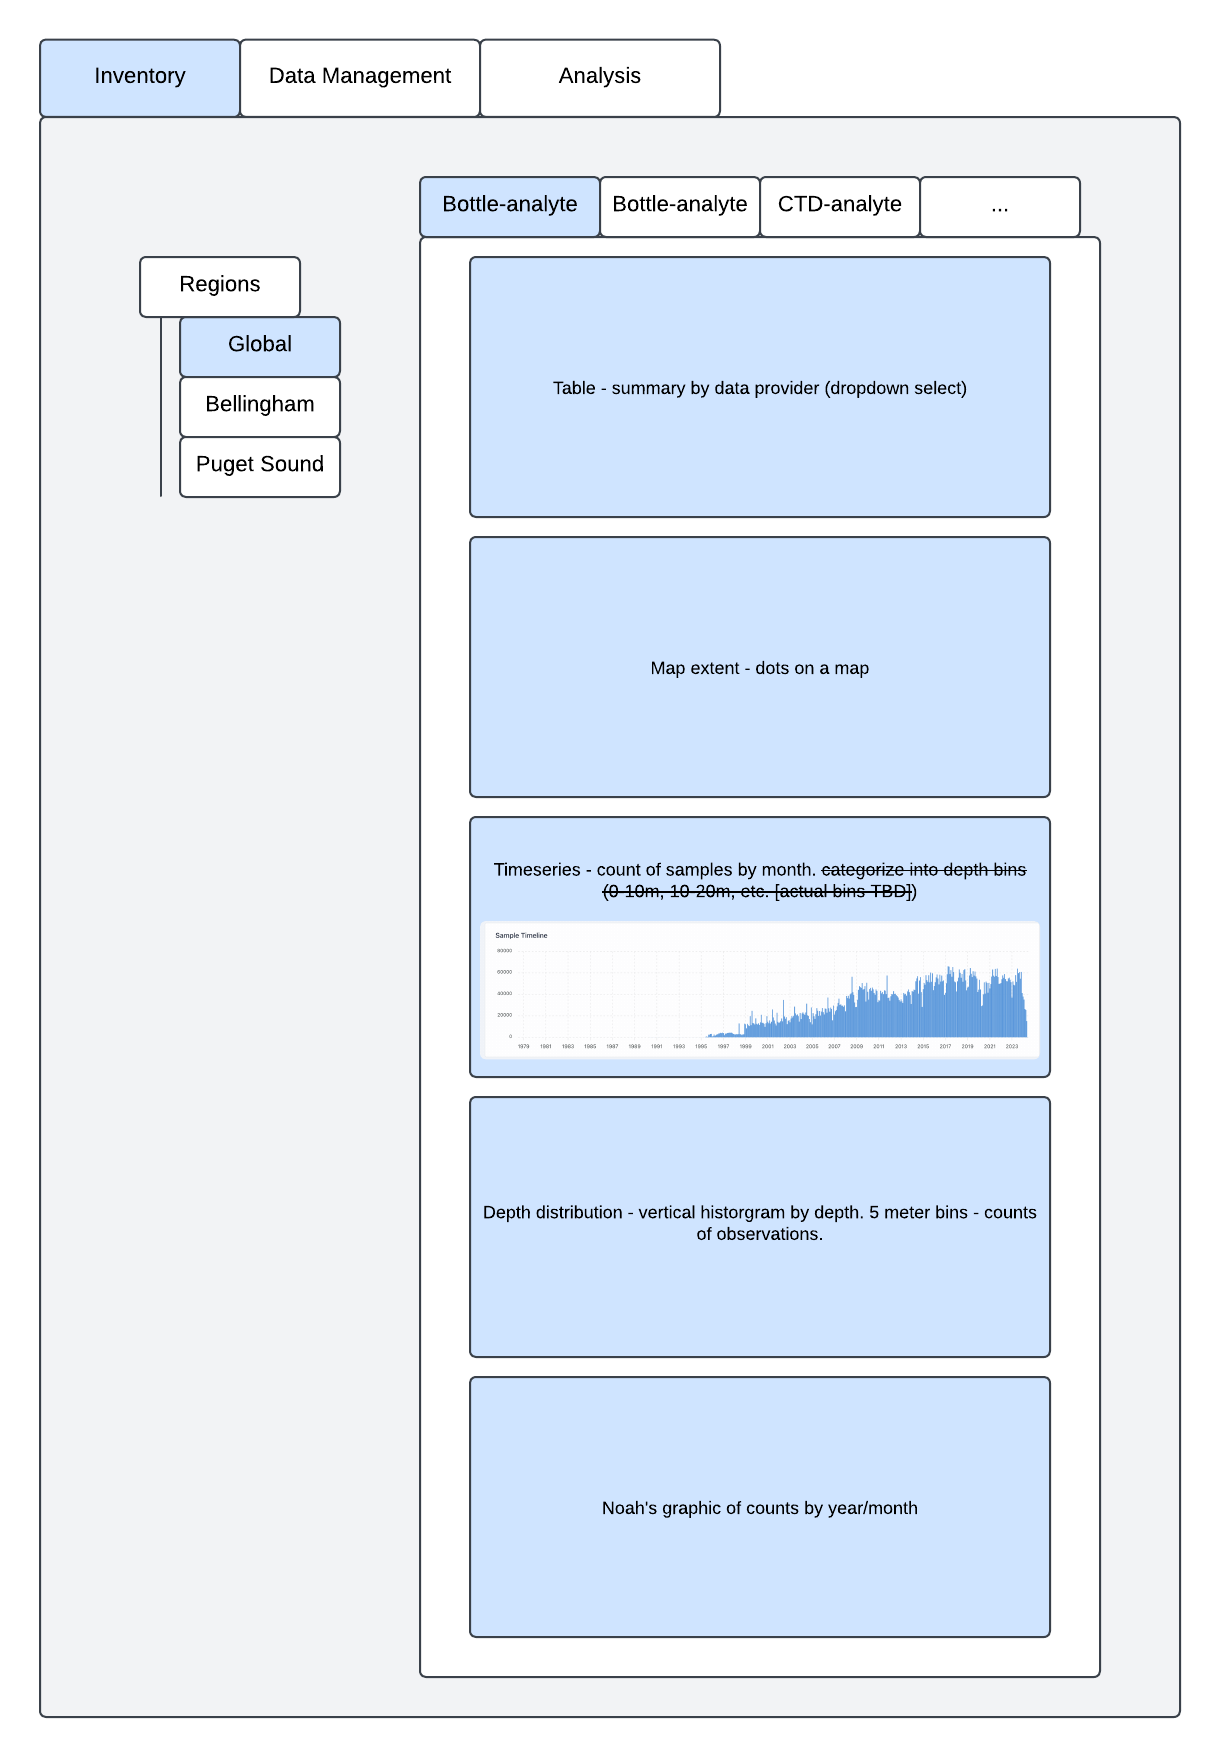 Inventory
Data Management
Analysis
Bottle-analyte
Bottle-analyte
CTD-analyte
...
Regions
Global
Bellingham
Puget Sound
Table - summary by data provider (dropdown select)
Map extent - dots on a map
Timeseries - count of samples by month. categorize into depth bins
(0-10m, 10-20m, etc. [actual bins TBD])
Sample Timeline
80000
60000
40000
20000
0
1979 1981 1983 1985 1987 1989 1991 1993 1995 1997 1999 2001 2003 2005 2007 2009 2011 2013 2015 2017 2019 2021 2023
Depth distribution - vertical historgram by depth. 5 meter bins - counts
of observations.
Noah's graphic of counts by year/month